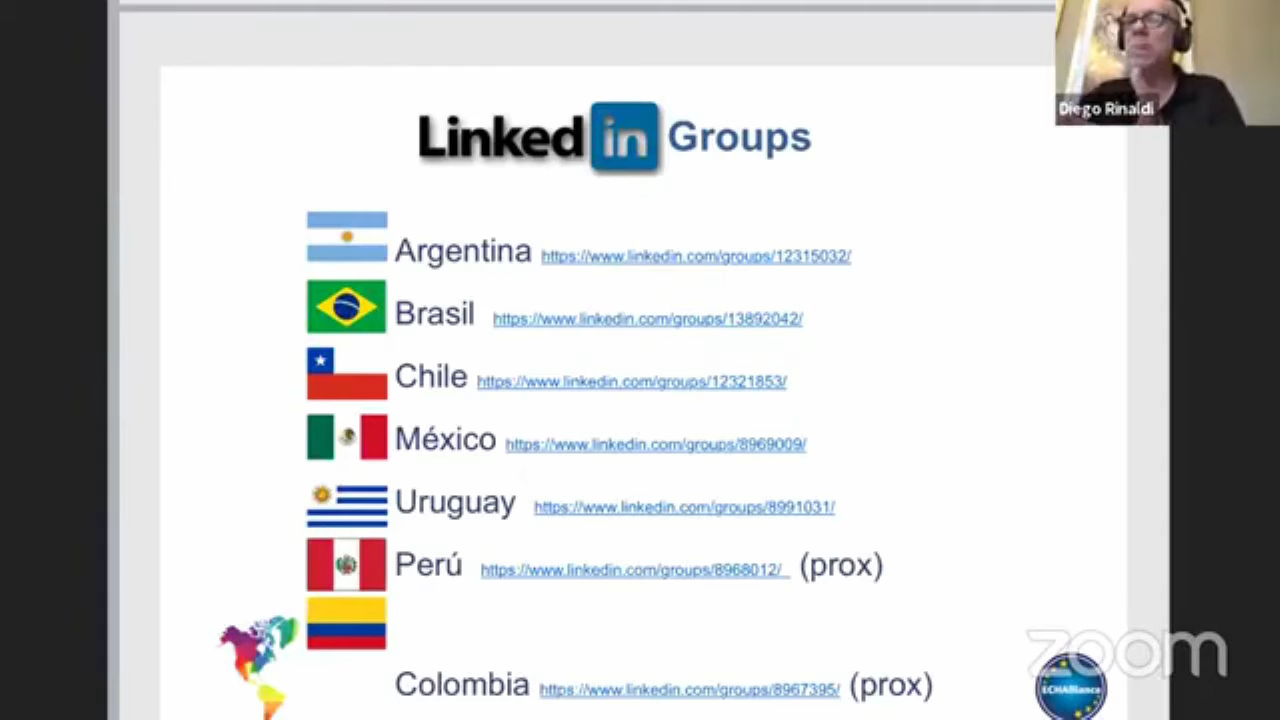 Diego Rinaldi
Linked in Groups
Argentina https://www.linkedin.com/groups/12315032/
Brasil https://www.linkedin.com/groups/13892042/
Chile https://www.linkedin.com/groups/12321853/
México https://www.linkedin.com/groups/8969009/
Uruguay https://www.linkedin.com/groups/8991031/
Perú https://www.linkedin.com/groups/8968012/ (prox)
Colombia https://www.linkedin.com/groups/8967395/ (prox)
zoom
ECHAlliance